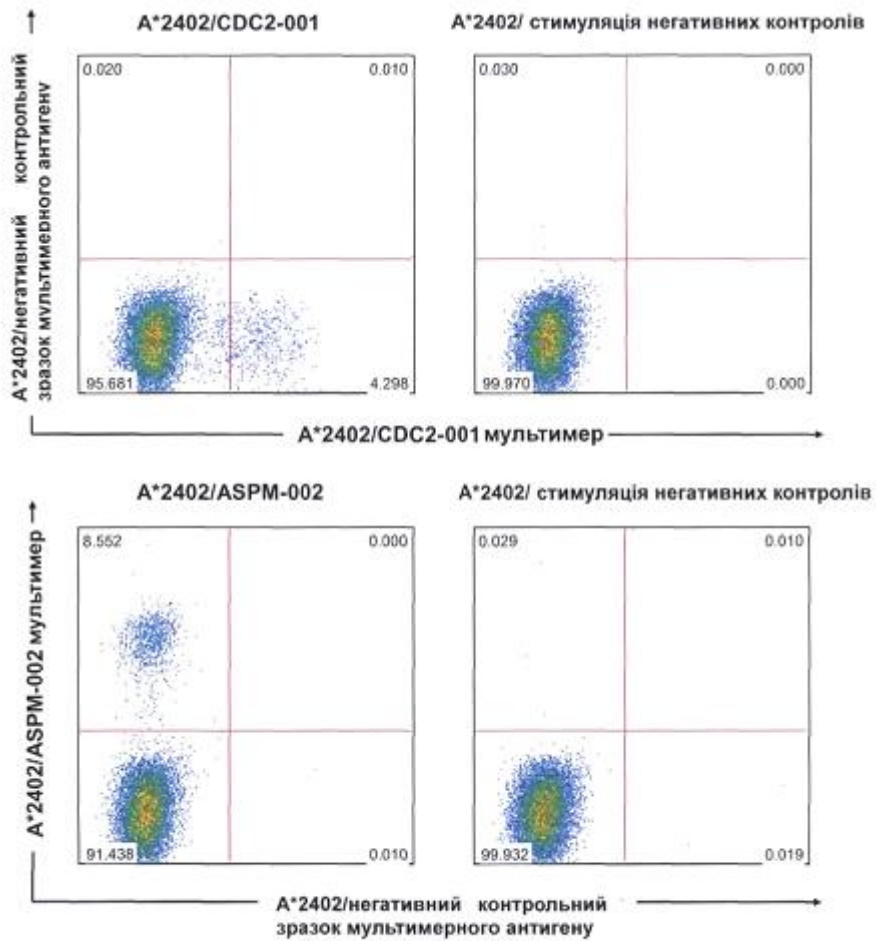 A*2402/CDC2-001
A*2402/ стимуляція негативних контролів
A*2402/негативний контрольний
зразок мультимерного антигену
0.020
0.010
95.681
4.298
0.030
0.000
99.970
0.000
A*2402/CDC2-001 мультимер
A*2402/ASPM-002
A*2402/ стимуляція негативних контролів
A*2402/ASPM-002 мультимер
8.552
0.000
91.438
0.010
0.029
0.010
99.932
0.019
A*2402/негативний контрольний
зразок мультимерного антигену